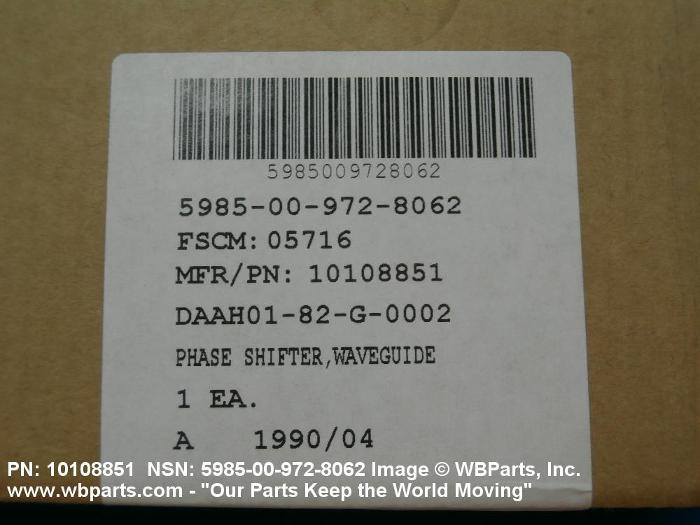 5985009728062
5985-00-972-8062
FSCM: 05716
MFR/PN: 10108851
DAAH01-82-G-0002
PHASE SHIFTER,WAVEGUIDE
1 EA.
A 1990/04
PN: 10108851 NSN: 5985-00-972-8062 Image © WBParts, Inc.
www.wbparts.com - "Our Parts Keep the World Moving"